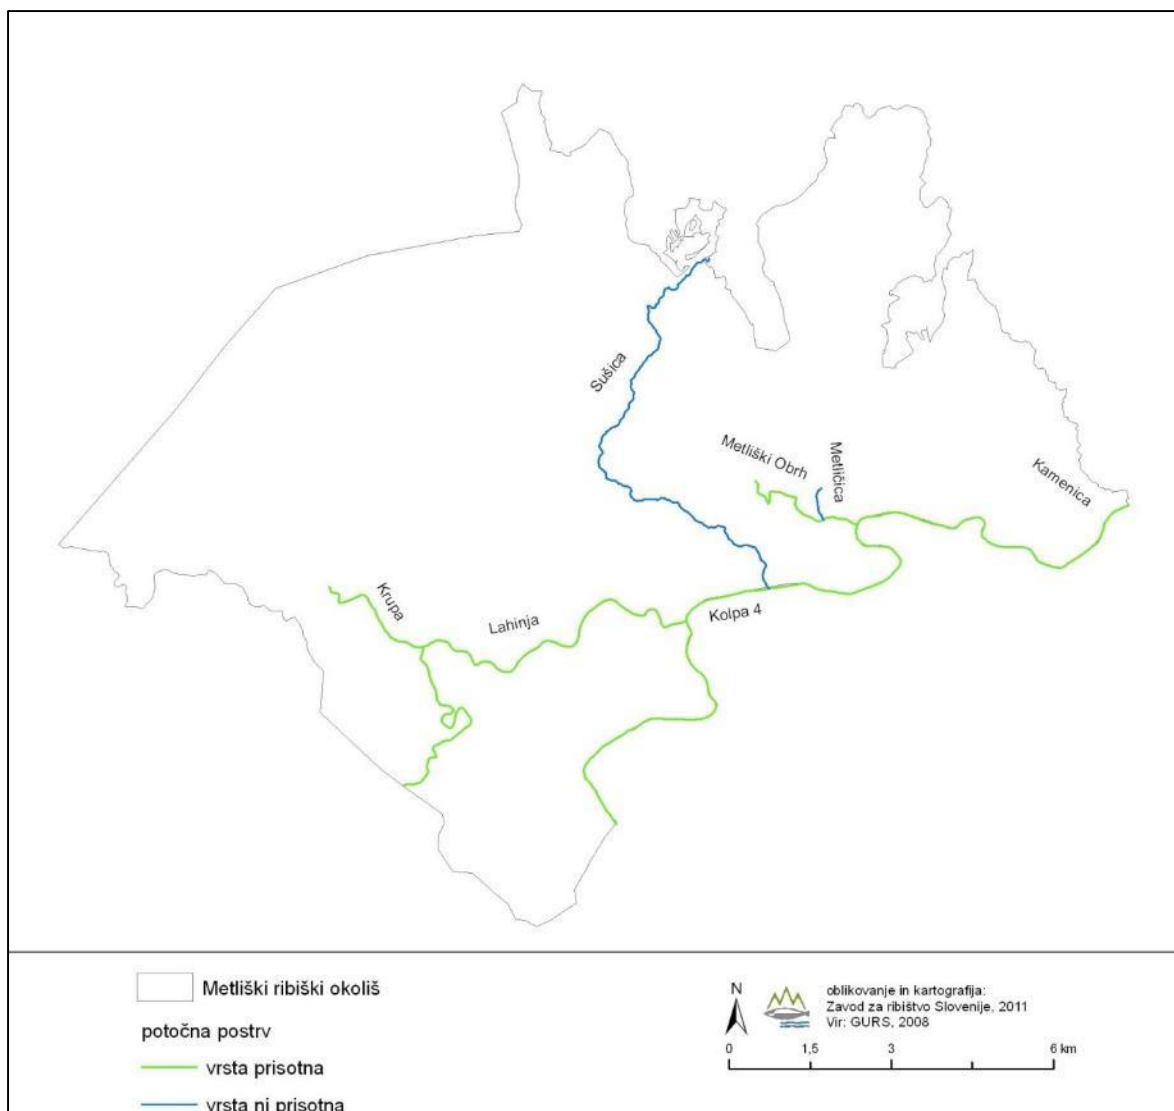 Sušica
Metliški Obrh
Metličica
Kamenica
Krupa
Lahinja
Kolpa 4
Metliški ribiški okoliš
potočna postrv
vrsta prisotna
vrsta ni prisotna
N
oblikovanje in kartografija:
Zavod za ribištvo Slovenije, 2011
Vir: GURS, 2008
0 1,5 3 6 km